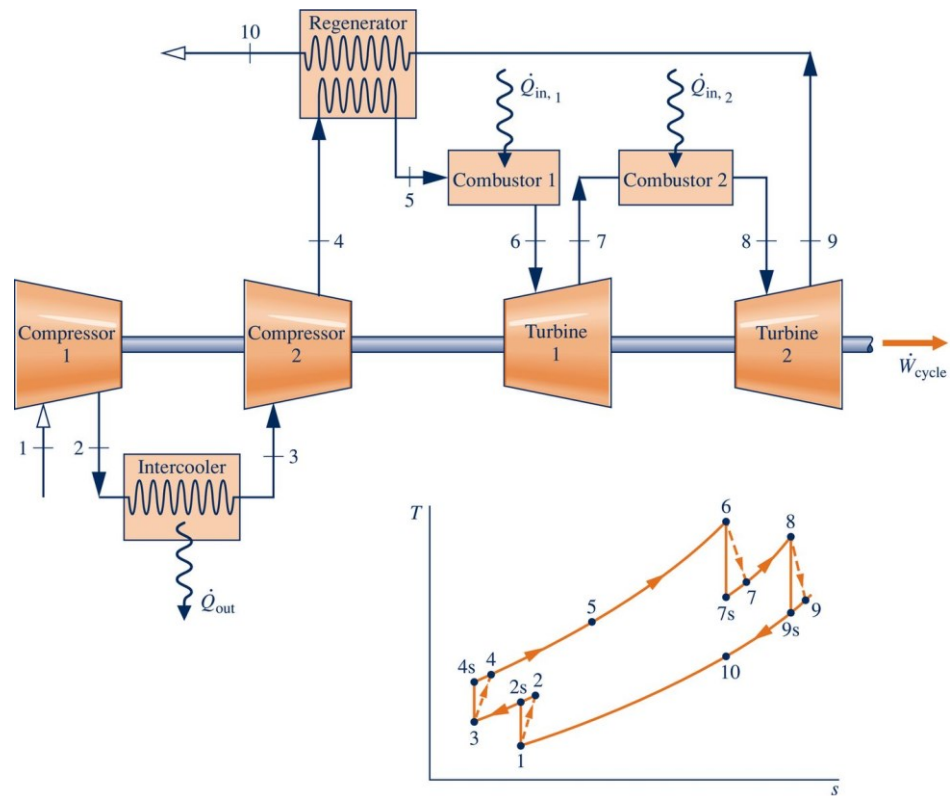 10
Regenerator
Q̇in, 1
Q̇in, 2
Combustor 1
Combustor 2
5
4
6
7
8
9
Compressor
1
Compressor
2
Turbine
1
Turbine
2
Ẇcycle
1
2
3
Intercooler
Q̇out
T
6
8
5
7
7s
9
9s
10
4s
4
2s
2
3
1
s